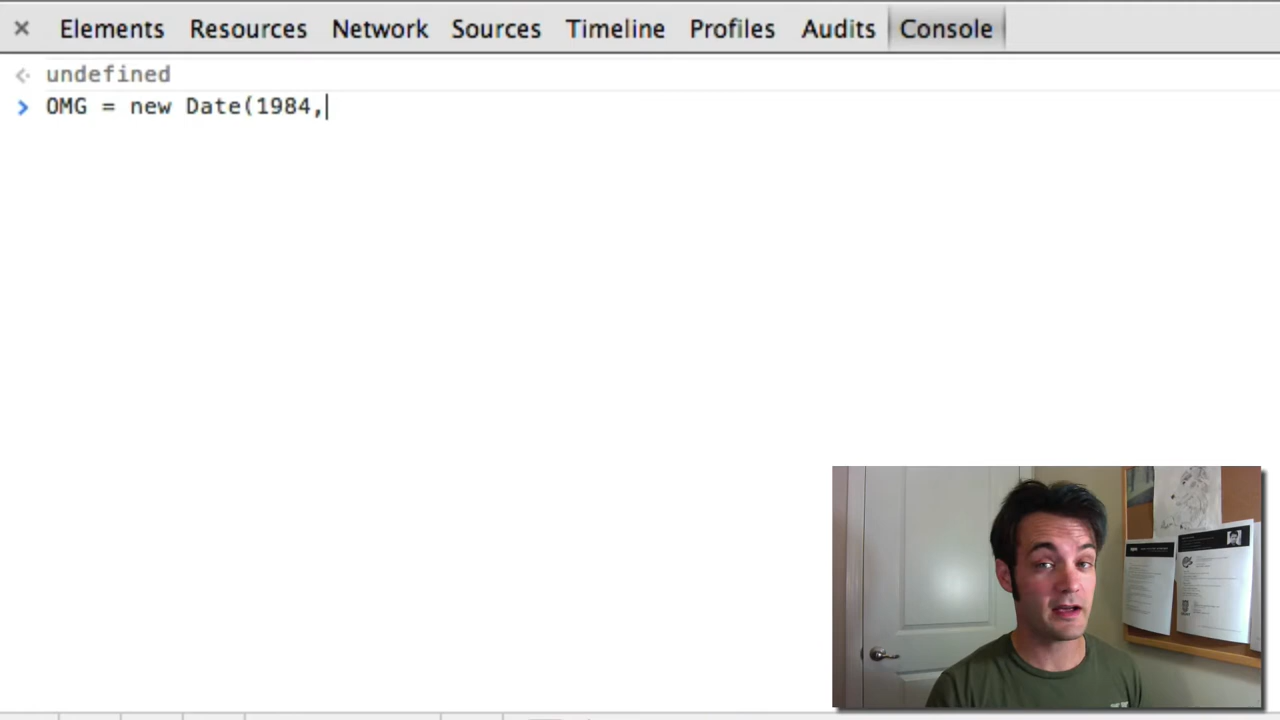 Elements Resources Network Sources Timeline Profiles Audits Console
undefined
OMG = new Date(1984,